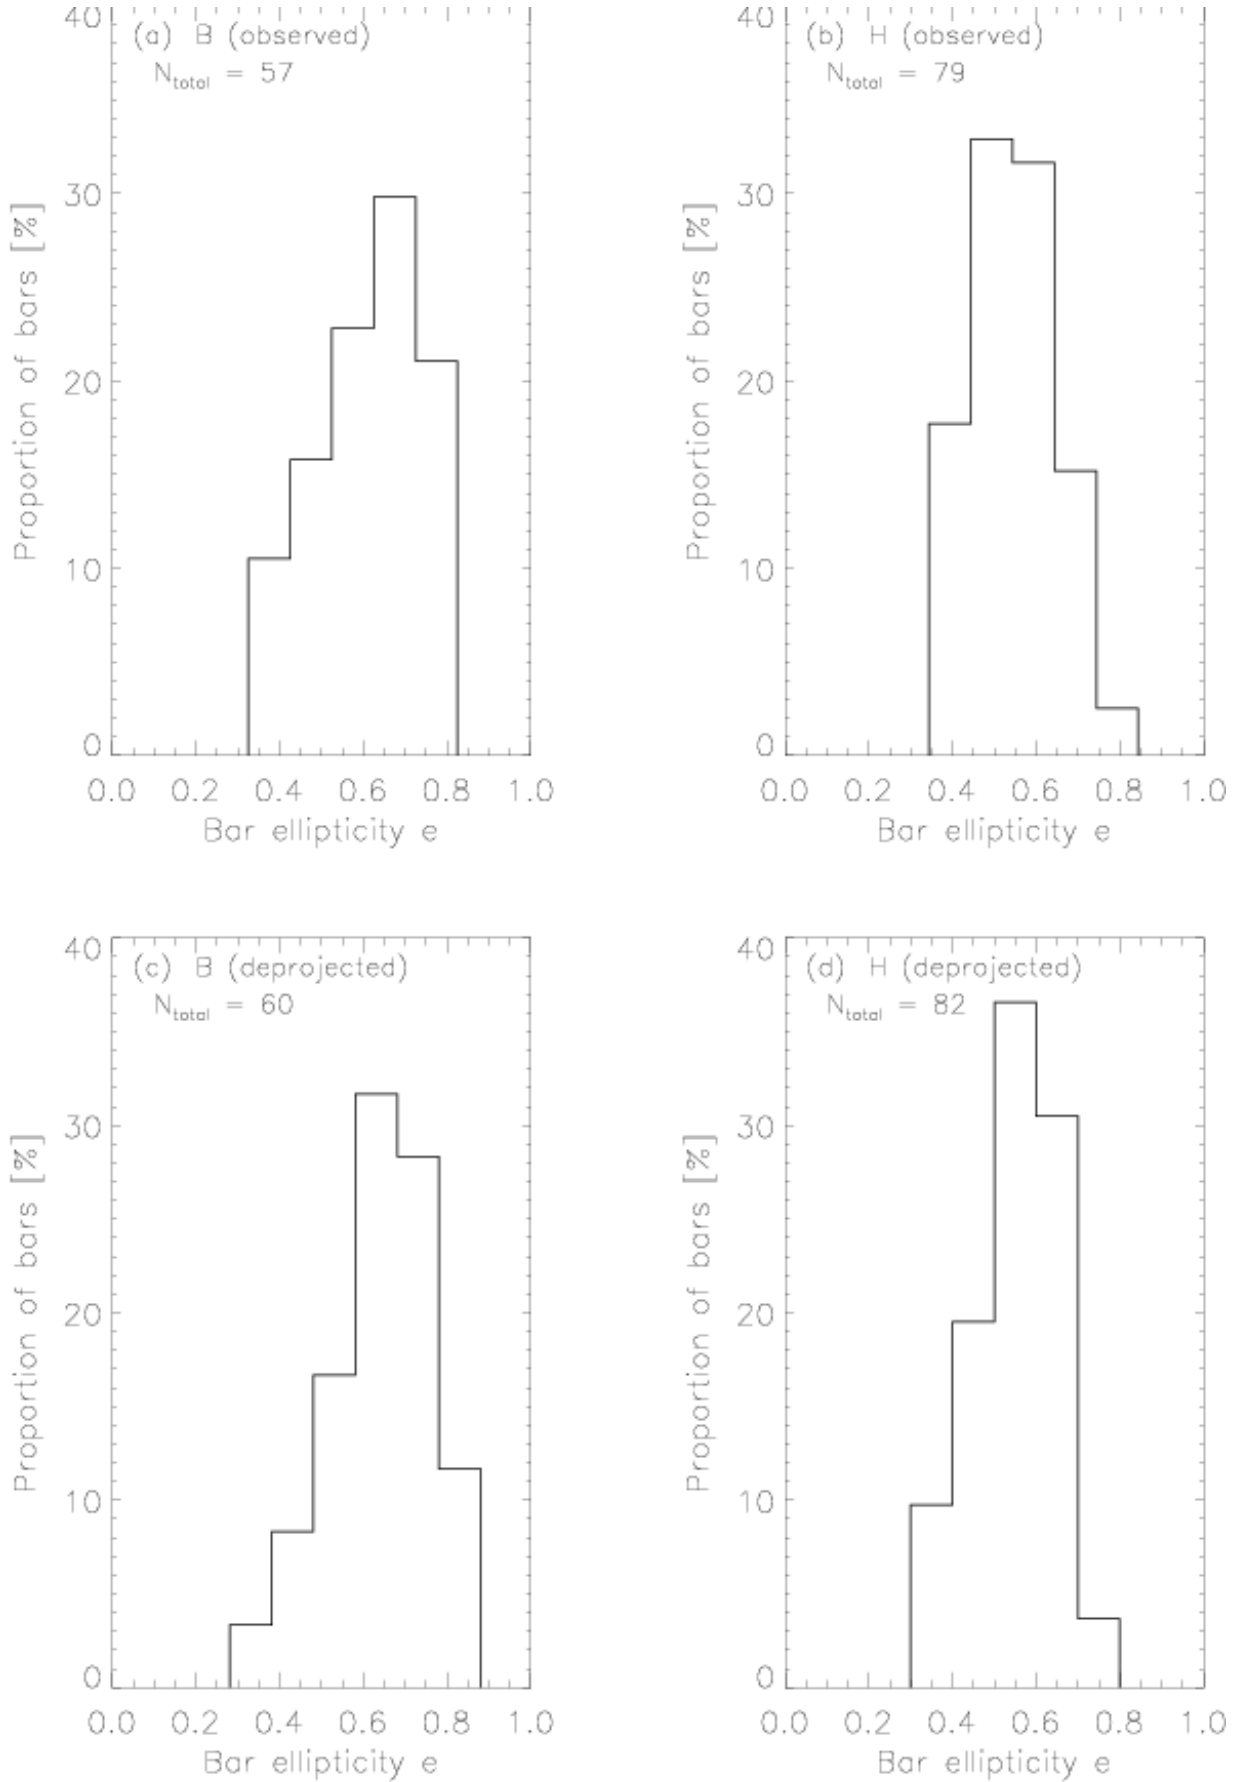 (a) B (observed)
N_total = 57
40
30
20
10
0
Proportion of bars [%]
0.0 0.2 0.4 0.6 0.8 1.0
Bar ellipticity e
(b) H (observed)
N_total = 79
40
30
20
10
0
Proportion of bars [%]
0.0 0.2 0.4 0.6 0.8 1.0
Bar ellipticity e
(c) B (deprojected)
N_total = 60
40
30
20
10
0
Proportion of bars [%]
0.0 0.2 0.4 0.6 0.8 1.0
Bar ellipticity e
(d) H (deprojected)
N_total = 82
40
30
20
10
0
Proportion of bars [%]
0.0 0.2 0.4 0.6 0.8 1.0
Bar ellipticity e